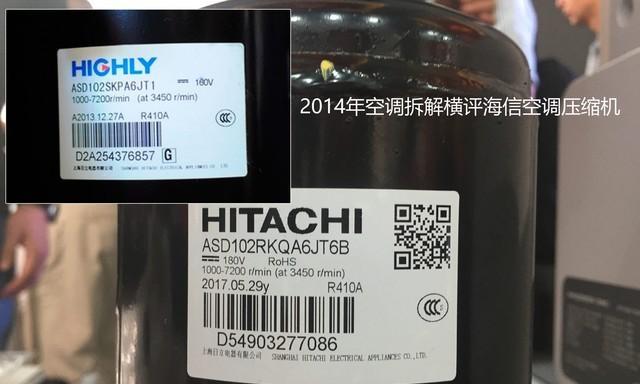 HIGHLY
ASD102SKPA6JT1
160V
1000-7200r/min (at 3450 r/min)
A2013.12.27A R410A
CCC
D2A254376857 G
上海日立电器有限公司 SHANGHAI HITACHI ELECTRICAL APPLIANCES CO., LTD.
2014年空调拆解横评海信空调压缩机
HITACHI
ASD102RKQA6JT6B
180V RoHS
1000-7200 r/min (at 3450 r/min)
2017.05.29y R410A
CCC
D54903277086
上海日立电器有限公司 SHANGHAI HITACHI ELECTRICAL APPLIANCES CO.,LTD.